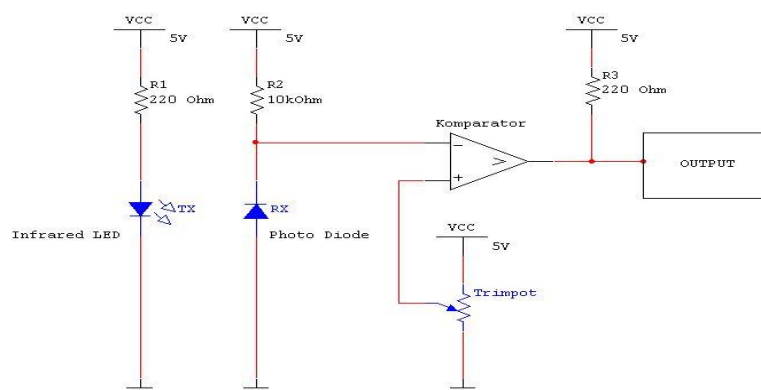 VCC
5V
R1
220 Ohm
TX
Infrared LED
VCC
5V
R2
10kOhm
RX
Photo Diode
Komparator
−
+
>
VCC
5V
Trimpot
VCC
5V
R3
220 Ohm
OUTPUT